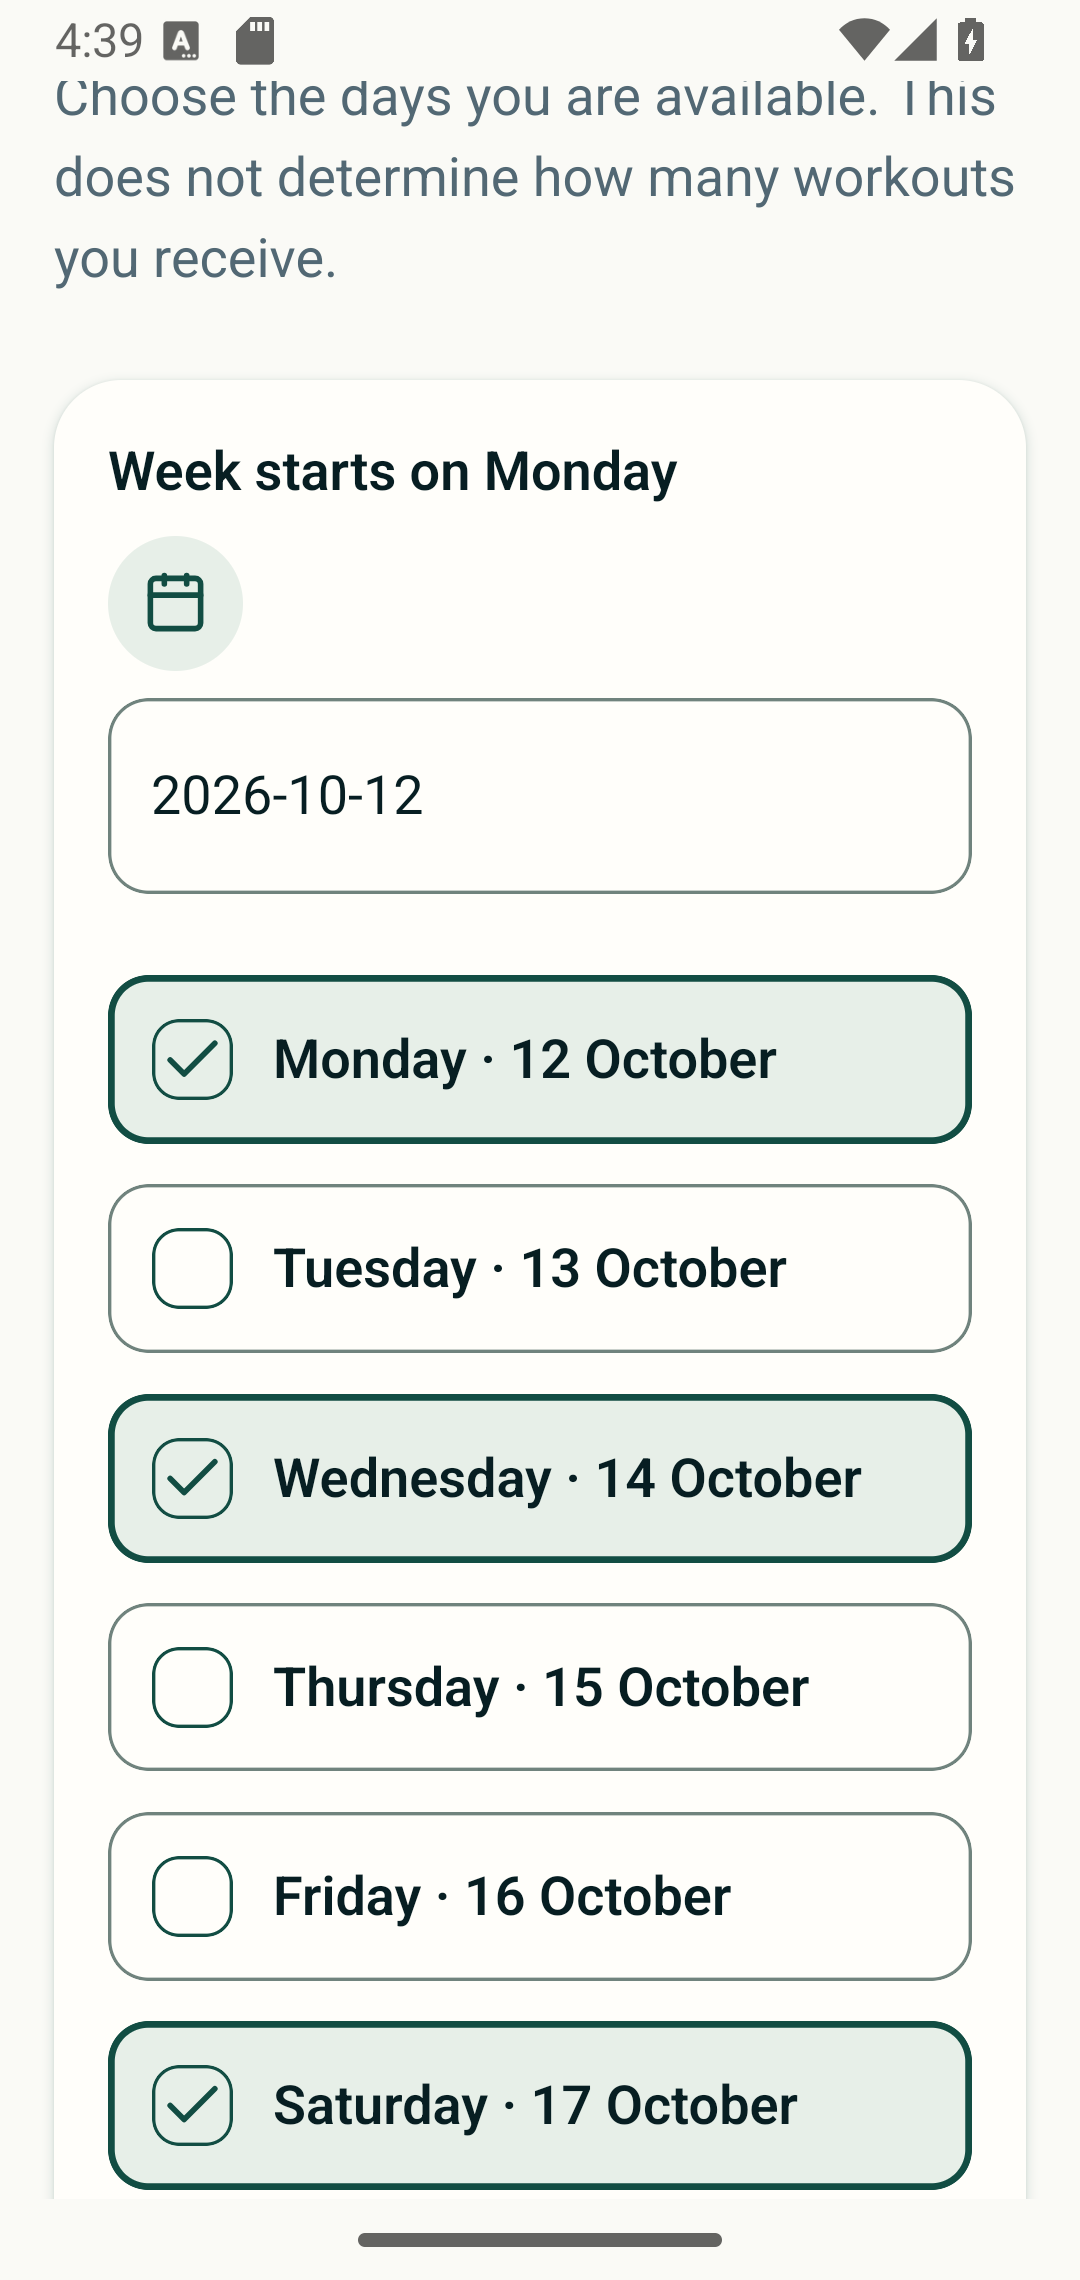 4:39
Choose the days you are available. This
does not determine how many workouts
you receive.
Week starts on Monday
2026-10-12
Monday · 12 October
Tuesday · 13 October
Wednesday · 14 October
Thursday · 15 October
Friday · 16 October
Saturday · 17 October